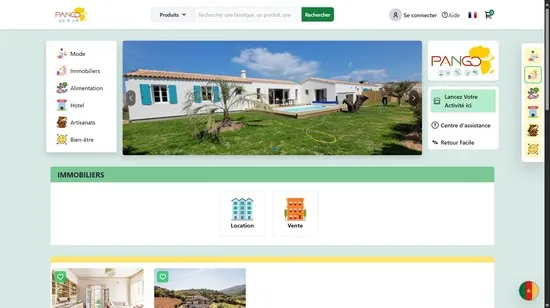 PANGO
Produits
Rechercher une boutique, un produit, une
Rechercher
Se connecter
Aide
0
Mode
Immobiliers
Alimentation
Hotel
Artisanats
Bien-être
PANGO
Lancez Votre
Activité ici
Centre d'assistance
Retour Facile
IMMOBILIERS
Location
Vente